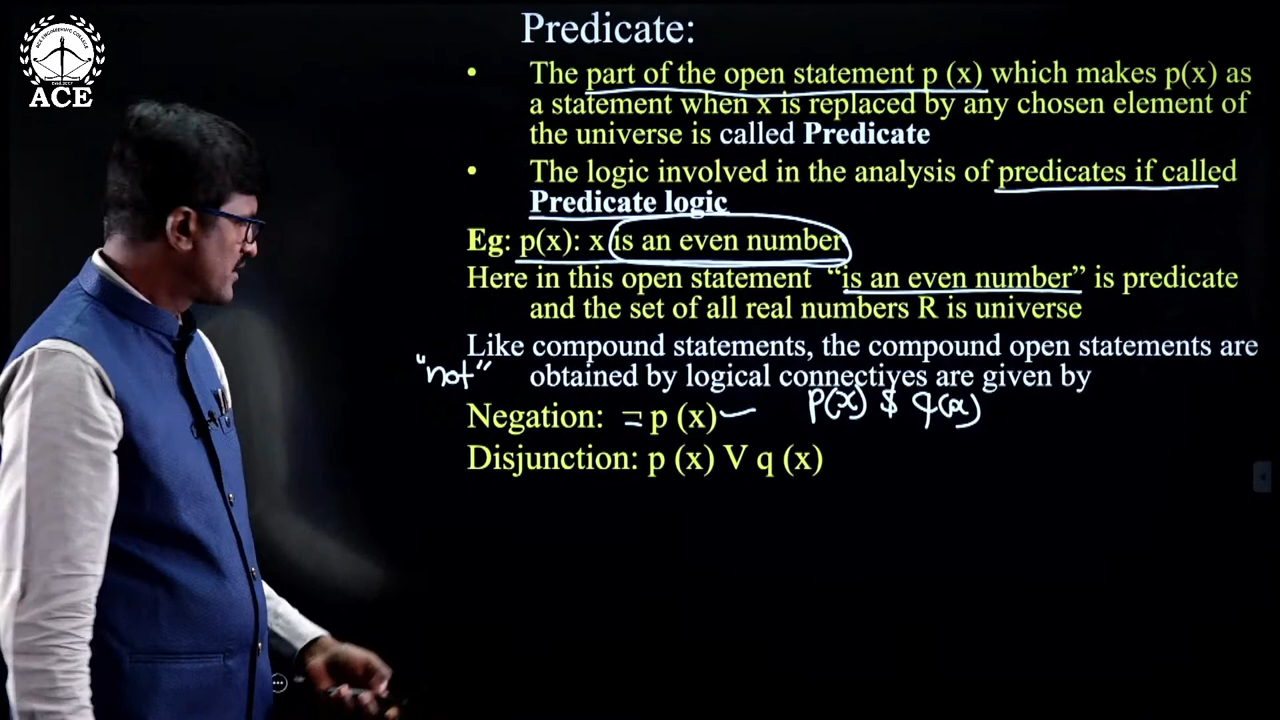 ACE ENGINEERING COLLEGE
ACE
Predicate:
• The part of the open statement p (x) which makes p(x) as
a statement when x is replaced by any chosen element of
the universe is called Predicate
• The logic involved in the analysis of predicates if called
Predicate logic
Eg: p(x): x is an even number
Here in this open statement “is an even number” is predicate
and the set of all real numbers R is universe
Like compound statements, the compound open statements are
"not" obtained by logical connectives are given by
Negation: ¬ p (x)
p(x) & q(x)
Disjunction: p (x) V q (x)